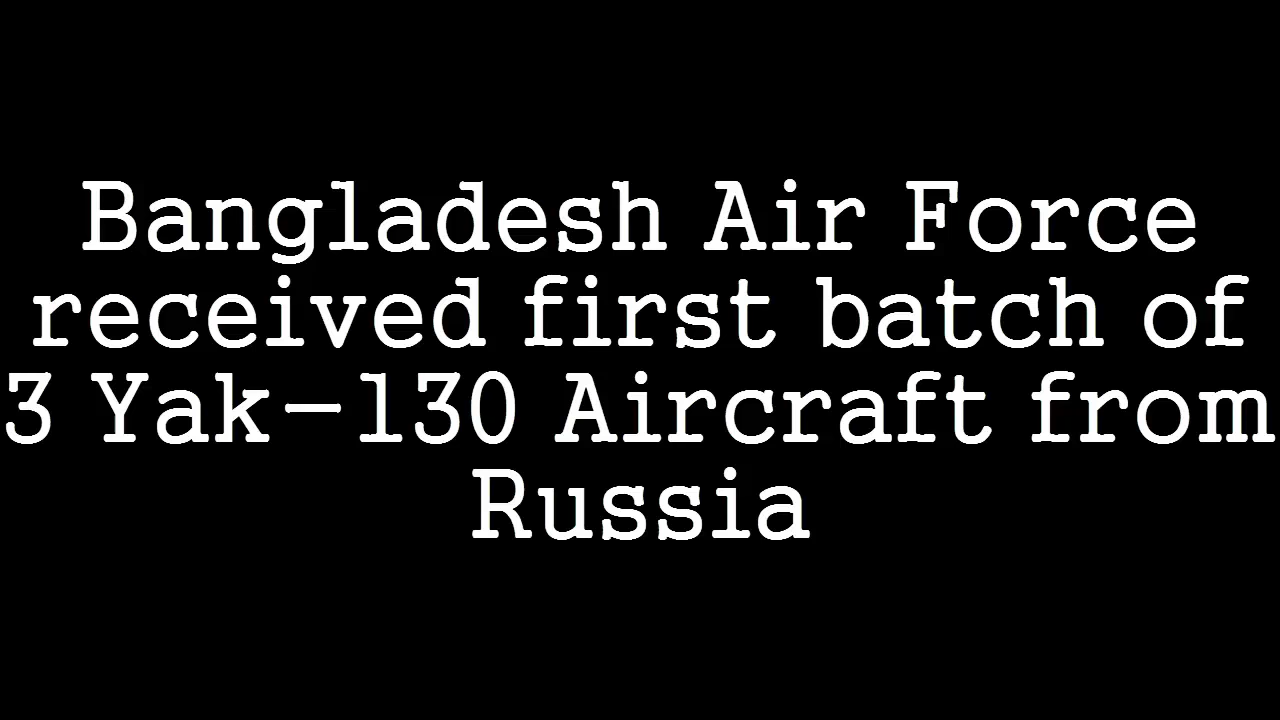 Bangladesh Air Force
received first batch of
3 Yak-130 Aircraft from
Russia